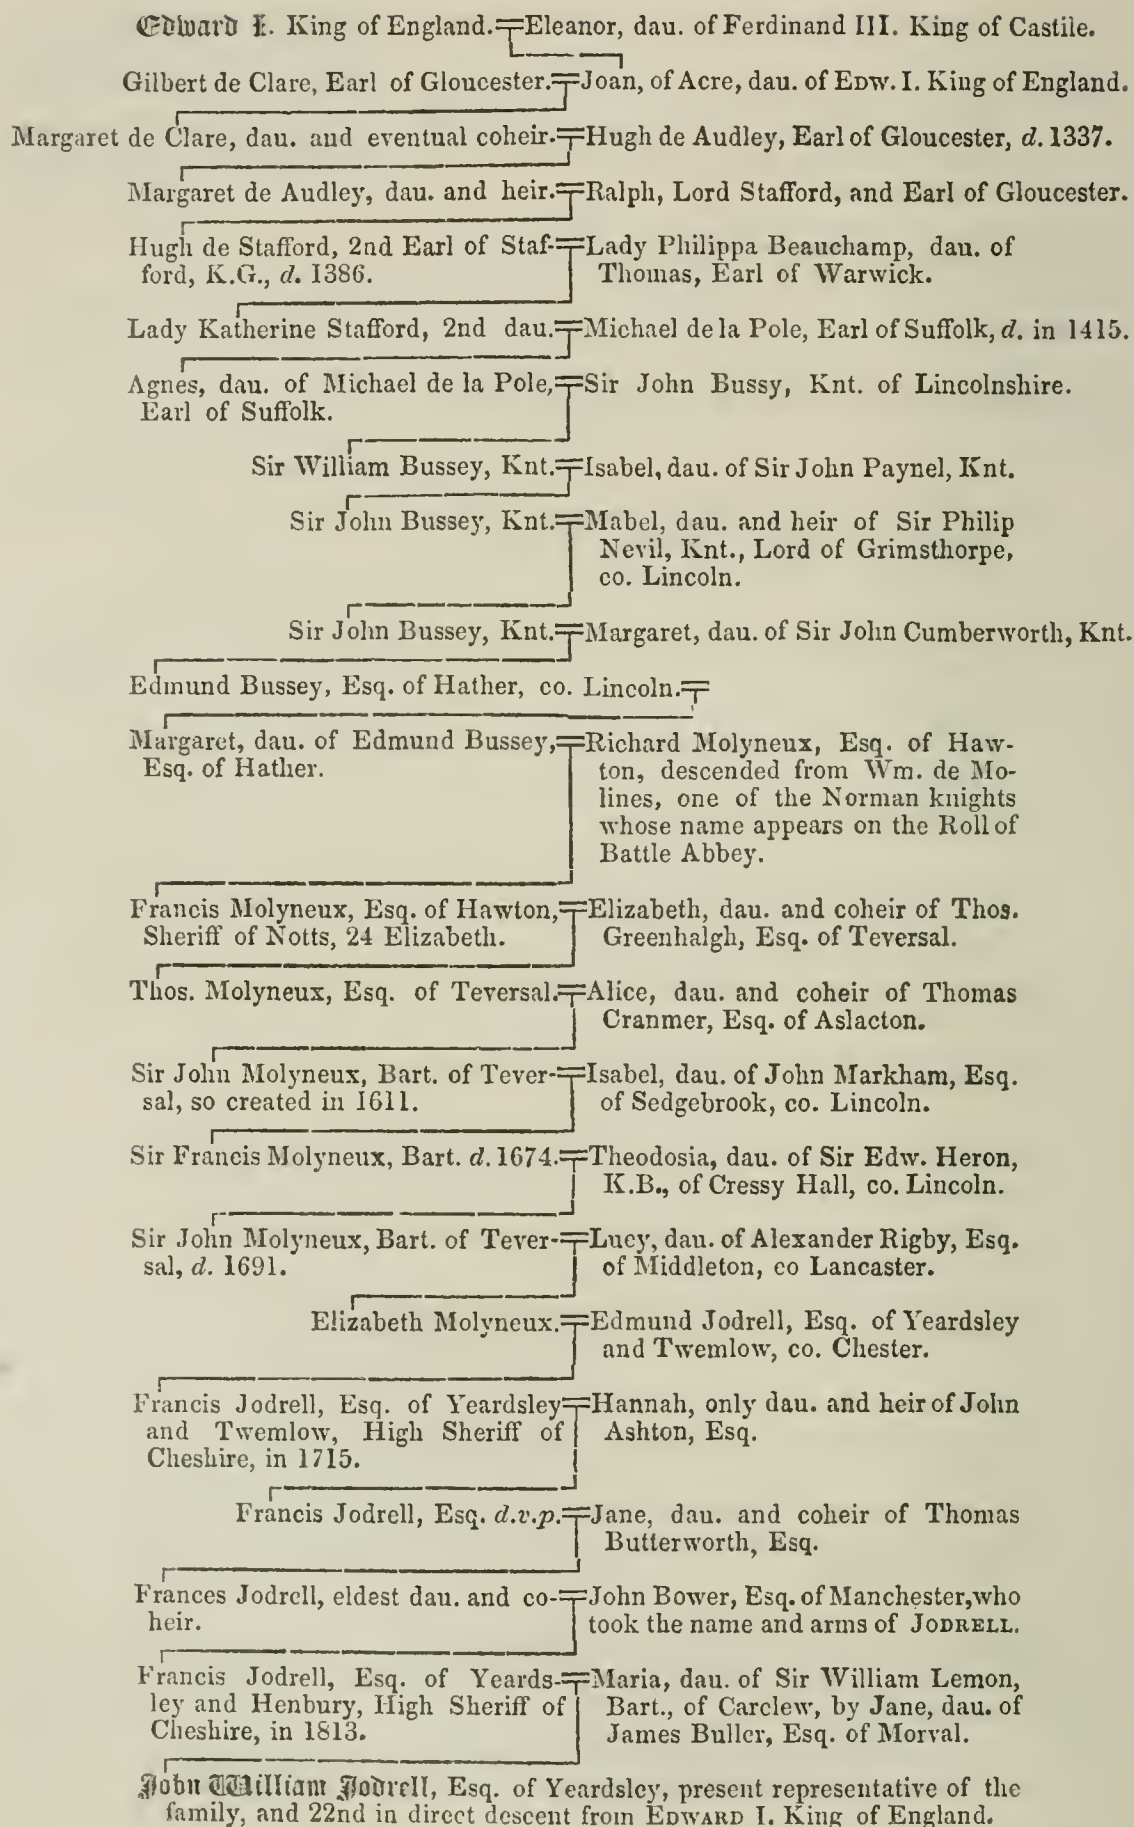 Edward I. King of England.=Eleanor, dau. of Ferdinand III. King of Castile.
Gilbert de Clare, Earl of Gloucester.=Joan, of Acre, dau. of EDW. I. King of England.
Margaret de Clare, dau. and eventual coheir.=Hugh de Audley, Earl of Gloucester, d. 1337.
Margaret de Audley, dau. and heir.=Ralph, Lord Stafford, and Earl of Gloucester.
Hugh de Stafford, 2nd Earl of Staf-=Lady Philippa Beauchamp, dau. of
ford, K.G., d. 1386. Thomas, Earl of Warwick.
Lady Katherine Stafford, 2nd dau.=Michael de la Pole, Earl of Suffolk, d. in 1415.
Agnes, dau. of Michael de la Pole,=Sir John Bussy, Knt. of Lincolnshire.
Earl of Suffolk.
Sir William Bussey, Knt.=Isabel, dau. of Sir John Paynel, Knt.
Sir John Bussey, Knt.=Mabel, dau. and heir of Sir Philip
Nevil, Knt., Lord of Grimsthorpe,
co. Lincoln.
Sir John Bussey, Knt.=Margaret, dau. of Sir John Cumberworth, Knt.
Edmund Bussey, Esq. of Hather, co. Lincoln.=
Margaret, dau. of Edmund Bussey,=Richard Molyneux, Esq. of Haw-
Esq. of Hather. ton, descended from Wm. de Mo-
lines, one of the Norman knights
whose name appears on the Roll of
Battle Abbey.
Francis Molyneux, Esq. of Hawton,=Elizabeth, dau. and coheir of Thos.
Sheriff of Notts, 24 Elizabeth. Greenhalgh, Esq. of Teversal.
Thos. Molyneux, Esq. of Teversal.=Alice, dau. and coheir of Thomas
Cranmer, Esq. of Aslacton.
Sir John Molyneux, Bart. of Tever-=Isabel, dau. of John Markham, Esq.
sal, so created in 1611. of Sedgebrook, co. Lincoln.
Sir Francis Molyneux, Bart. d. 1674.=Theodosia, dau. of Sir Edw. Heron,
K.B., of Cressy Hall, co. Lincoln.
Sir John Molyneux, Bart. of Tever-=Lucy, dau. of Alexander Rigby, Esq.
sal, d. 1691. of Middleton, co Lancaster.
Elizabeth Molyneux.=Edmund Jodrell, Esq. of Yeardsley
and Twemlow, co. Chester.
Francis Jodrell, Esq. of Yeardsley=Hannah, only dau. and heir of John
and Twemlow, High Sheriff of Ashton, Esq.
Cheshire, in 1715.
Francis Jodrell, Esq. d.v.p.=Jane, dau. and coheir of Thomas
Butterworth, Esq.
Frances Jodrell, eldest dau. and co-=John Bower, Esq. of Manchester, who
heir. took the name and arms of JODRELL.
Francis Jodrell, Esq. of Yeards-=Maria, dau. of Sir William Lemon,
ley and Henbury, High Sheriff of Bart., of Carclew, by Jane, dau. of
Cheshire, in 1813. James Buller, Esq. of Morval.
John William Jodrell, Esq. of Yeardsley, present representative of the
family, and 22nd in direct descent from EDWARD I. King of England.